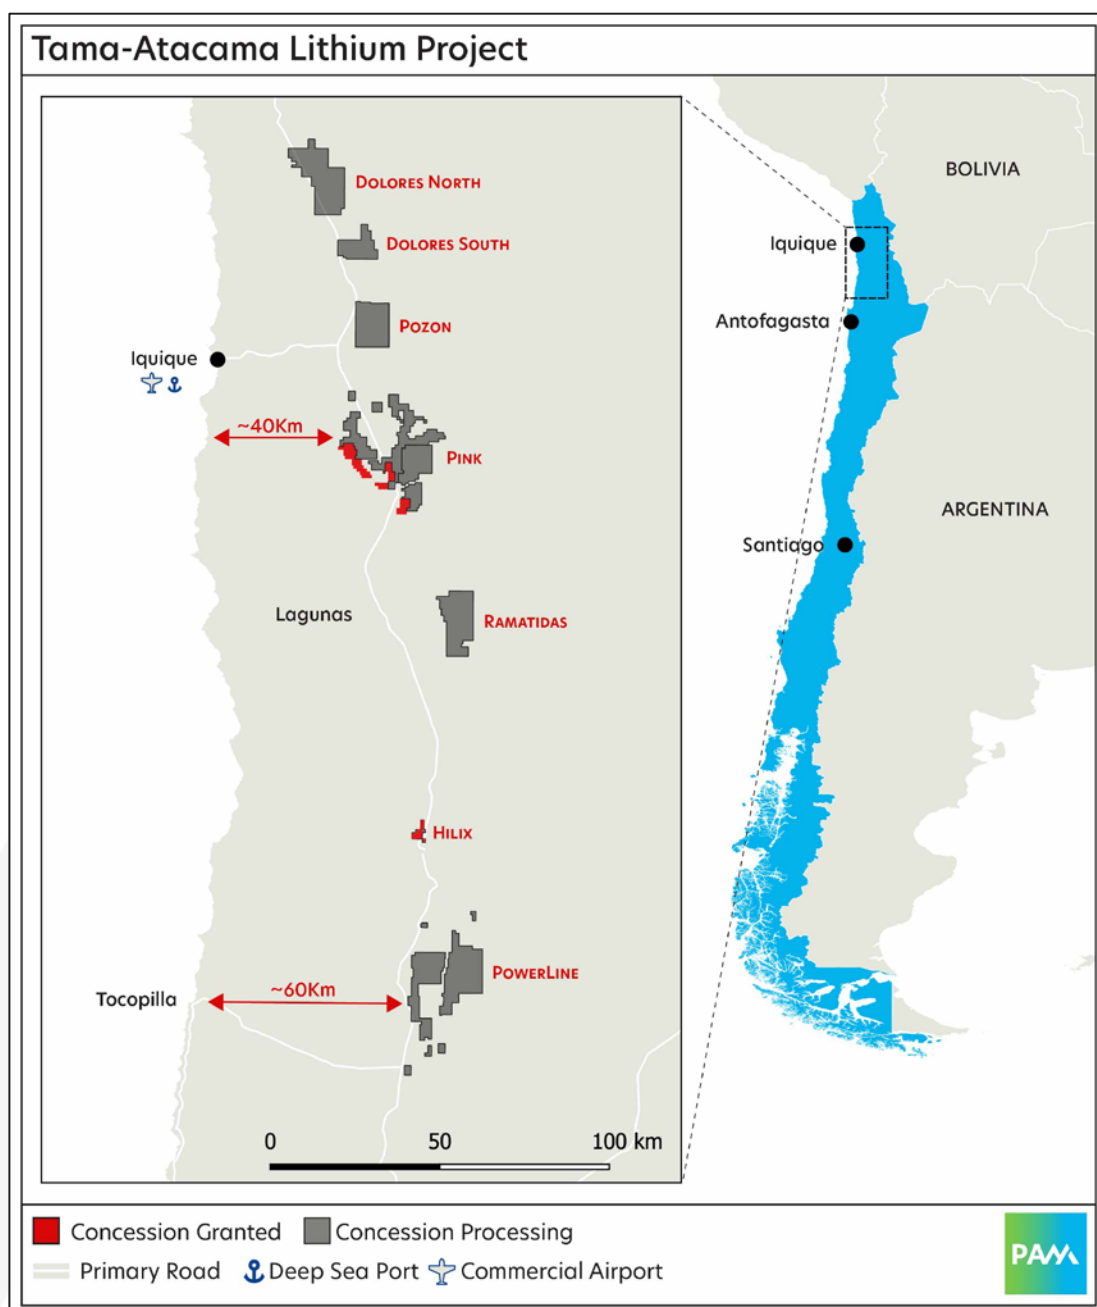 Tama-Atacama Lithium Project
DOLORES NORTH
DOLORES SOUTH
POZON
Iquique
~40Km
PINK
Lagunas
RAMATIDAS
HILIX
POWERLINE
Tocopilla
~60Km
0 50 100 km
BOLIVIA
Iquique
Antofagasta
ARGENTINA
Santiago
Concession Granted Concession Processing
Primary Road Deep Sea Port Commercial Airport
PAM